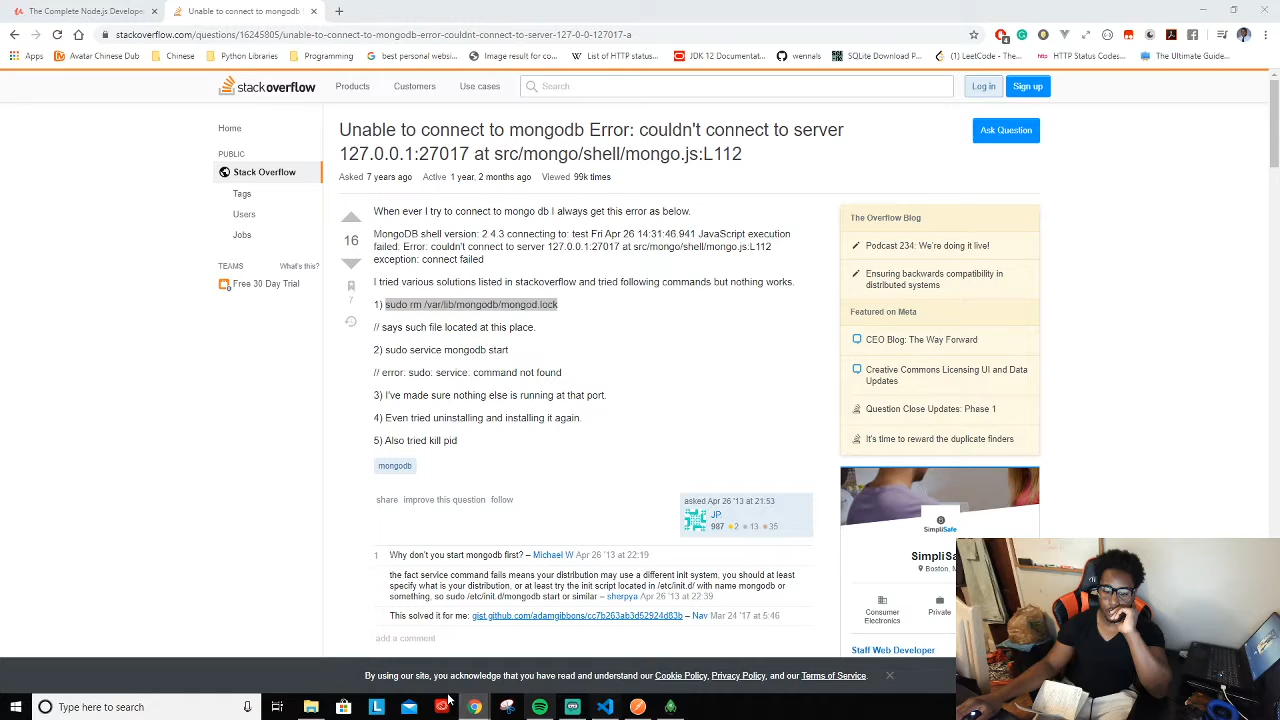 The Complete Node.js Develope
Unable to connect to mongodb
stackoverflow.com/questions/16245805/unable-to-connect-to-mongodb-error-couldnt-connect-to-server-127-0-0-127017-a
Apps
Avatar Chinese Dub
Chinese
Python Libraries
Programming
best personal websi...
Image result for co...
List of HTTP status...
JDK 12 Documentat...
wennals
SQLite Download P...
(1) LeetCode - The...
HTTP Status Codes...
The Ultimate Guide...
stackoverflow
Products
Customers
Use cases
Search
Log in
Sign up
Home
PUBLIC
Stack Overflow
Tags
Users
Jobs
TEAMS
What's this?
Free 30 Day Trial
Unable to connect to mongodb Error: couldn't connect to server
127.0.0.1:27017 at src/mongo/shell/mongo.js:L112
Ask Question
Asked 7 years ago Active 1 year, 2 months ago Viewed 99k times
16
7
When ever I try to connect to mongo db I always get this error as below.
MongoDB shell version: 2 4.3 connecting to: test Fri Apr 26 14:31:46.941 JavaScript execution
failed: Error: couldn't connect to server 127.0.0.1:27017 at src/mongo/shell/mongo.js:L112
exception: connect failed
I tried various solutions listed in stackoverflow and tried following commands but nothing works.
1) sudo rm /var/lib/mongodb/mongod.lock
// says such file located at this place.
2) sudo service mongodb start
// error: sudo: service: command not found
3) I've made sure nothing else is running at that port.
4) Even tried uninstalling and installing it again.
5) Also tried kill pid
mongodb
share improve this question follow
asked Apr 26 '13 at 21:53
JP.
987 2 13 35
1 Why don't you start mongodb first? – Michael W Apr 26 '13 at 22:19
the fact service command fails means your distribution may use a different init system, you should at least
specify what is your distribution, or at least try the init script located in /etc/init.d/ with name mongodb or
something, so sudo /etc/init.d/mongodb start or similar – sherpya Apr 26 '13 at 22:39
This solved it for me: gist.github.com/adamgibbons/cc7b263ab3d52924d83b – Nav Mar 24 '17 at 5:46
add a comment
The Overflow Blog
Podcast 234: We're doing it live!
Ensuring backwards compatibility in
distributed systems
Featured on Meta
CEO Blog: The Way Forward
Creative Commons Licensing UI and Data
Updates
Question Close Updates: Phase 1
It's time to reward the duplicate finders
SimpliSafe
SimpliSa
Boston, M
Consumer
Electronics
Private
Staff Web Developer
By using our site, you acknowledge that you have read and understand our Cookie Policy, Privacy Policy, and our Terms of Service.
Type here to search